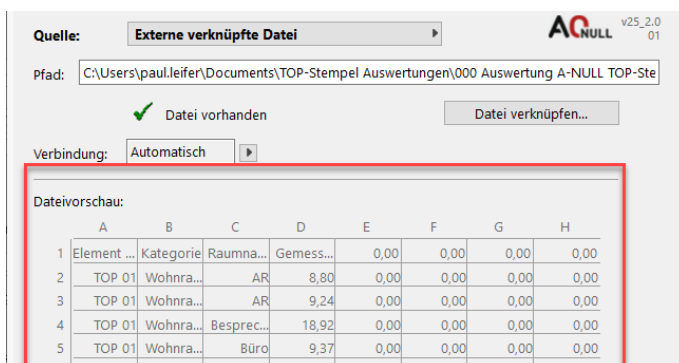 Quelle: Externe verknüpfte Datei
A NULL v25_2.0
01
Pfad: C:\Users\paul.leifer\Documents\TOP-Stempel Auswertungen\000 Auswertung A-NULL TOP-Ste
Datei vorhanden Datei verknüpfen...
Verbindung: Automatisch
Dateivorschau:
A B C D E F G H
1 Element ... Kategorie Raumna... Gemess... 0,00 0,00 0,00 0,00
2 TOP 01 Wohnra... AR 8,80 0,00 0,00 0,00 0,00
3 TOP 01 Wohnra... AR 9,24 0,00 0,00 0,00 0,00
4 TOP 01 Wohnra... Besprec... 18,92 0,00 0,00 0,00 0,00
5 TOP 01 Wohnra... Büro 9,37 0,00 0,00 0,00 0,00